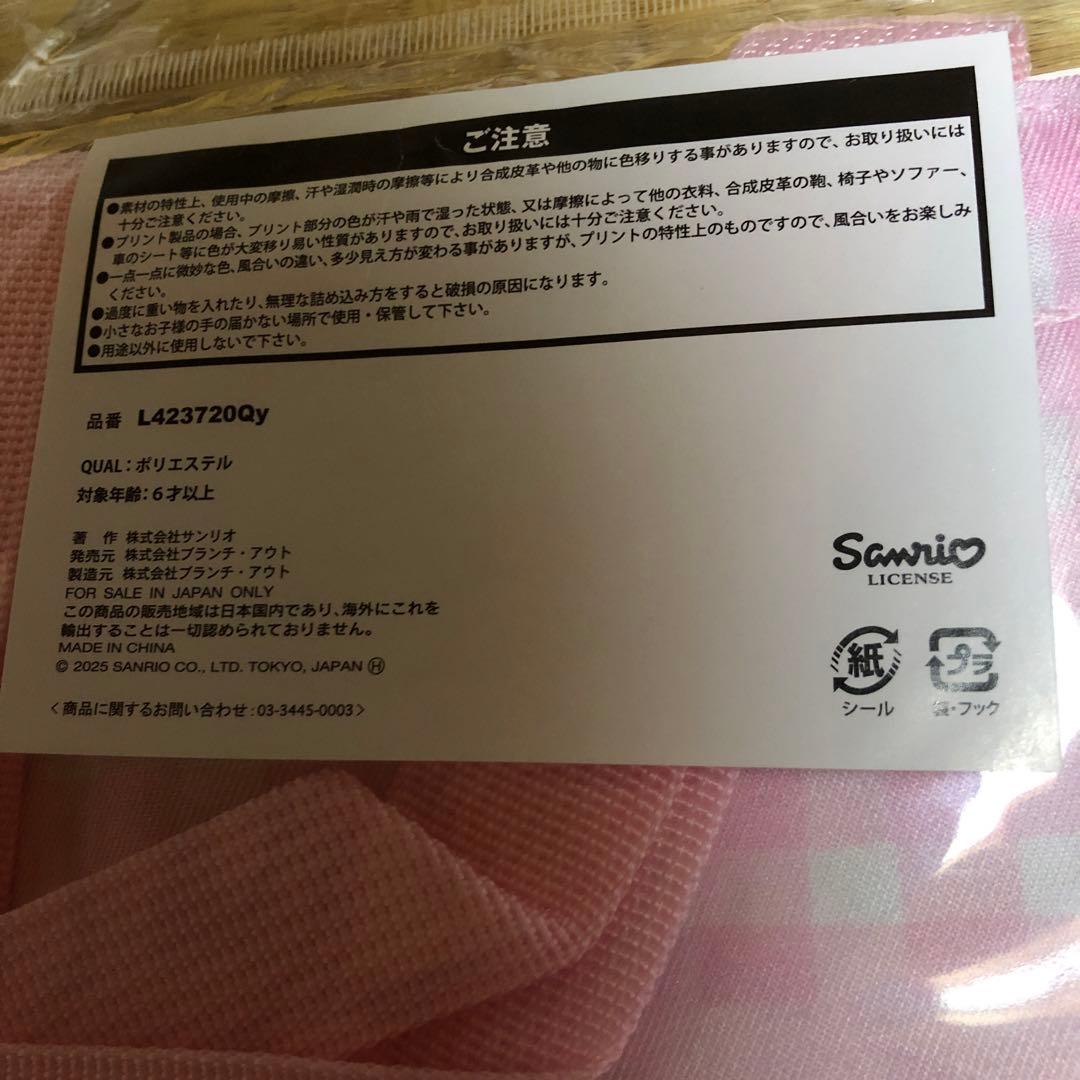 ご注意
●素材の特性上、使用中の摩擦、汗や湿潤時の摩擦等により合成皮革や他の物に色移りする事がありますので、お取り扱いには
十分ご注意ください。
●プリント製品の場合、プリント部分の色が汗や雨で湿った状態、又は摩擦によって他の衣料、合成皮革の鞄、椅子やソファー、
車のシート等に色が大変移り易い性質がありますので、お取り扱いには十分ご注意ください。
●一点一点に微妙な色、風合いの違い、多少見え方が変わる事がありますが、プリントの特性上のものですので、風合いをお楽しみ
ください。
●過度に重い物を入れたり、無理な詰め込み方をすると破損の原因になります。
●小さなお子様の手の届かない場所で使用・保管して下さい。
●用途以外に使用しないで下さい。
品番 L423720Qy
QUAL：ポリエステル
対象年齢：6才以上
著 作 株式会社サンリオ
発売元 株式会社ブランチ・アウト
製造元 株式会社ブランチ・アウト
FOR SALE IN JAPAN ONLY
この商品の販売地域は日本国内であり、海外にこれを
輸出することは一切認められておりません。
MADE IN CHINA
© 2025 SANRIO CO., LTD. TOKYO, JAPAN Ⓗ
〈商品に関するお問い合わせ：03-3445-0003〉
Sanrio
LICENSE
紙
シール
プラ
袋・フック